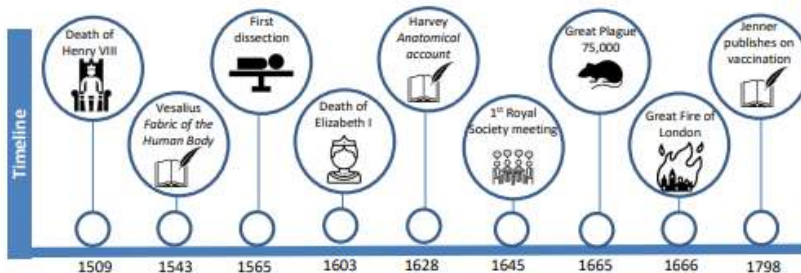 Timeline
Death of
Henry VIII
Vesalius
Fabric of the
Human Body
First
dissection
Death of
Elizabeth I
Harvey
Anatomical
account
1st Royal
Society meeting
Great Plague
75,000
Great Fire of
London
Jenner
publishes on
vaccination
1509
1543
1565
1603
1628
1645
1665
1666
1798